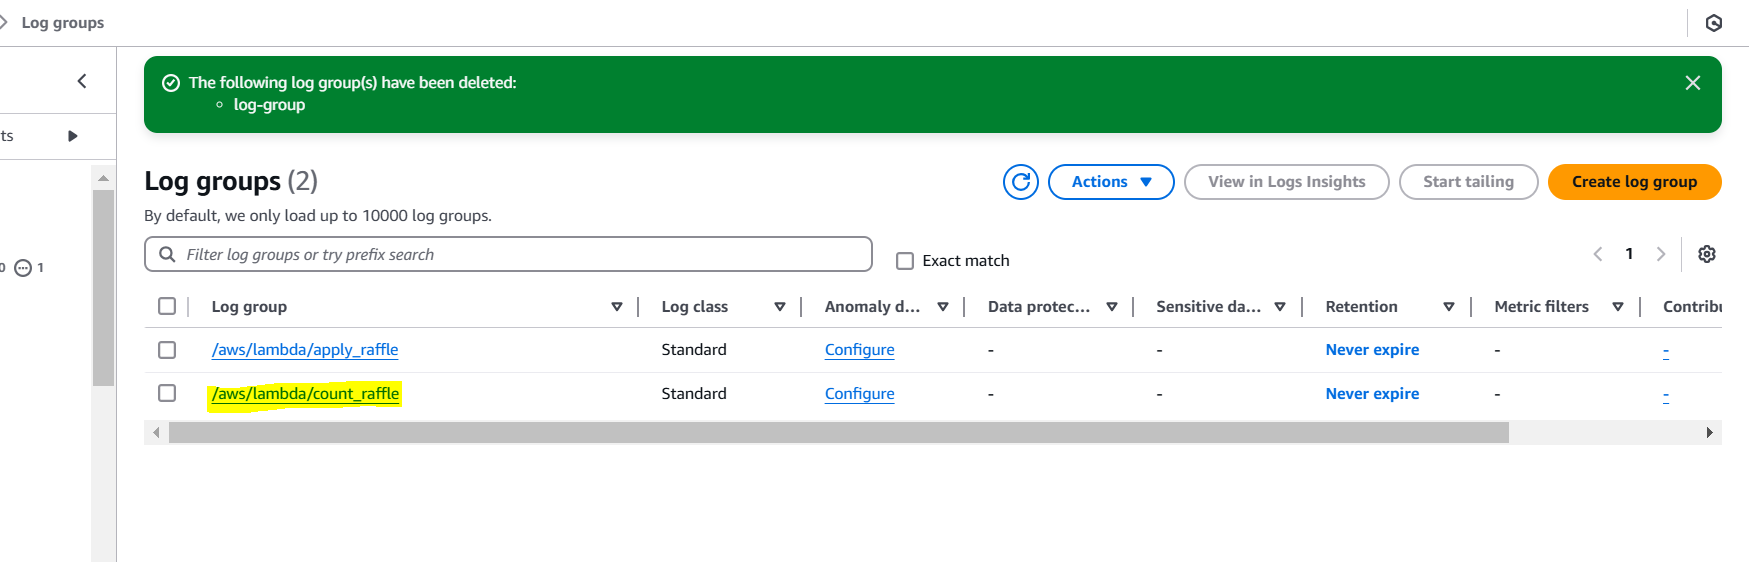 Log groups
The following log group(s) have been deleted:
log-group
ts
0 1
Log groups (2)
Actions
View in Logs Insights
Start tailing
Create log group
By default, we only load up to 10000 log groups.
Filter log groups or try prefix search
Exact match
1
Log group Log class Anomaly d... Data protec... Sensitive da... Retention Metric filters Contribu
/aws/lambda/apply_raffle Standard Configure - - Never expire - -
/aws/lambda/count_raffle Standard Configure - - Never expire - -